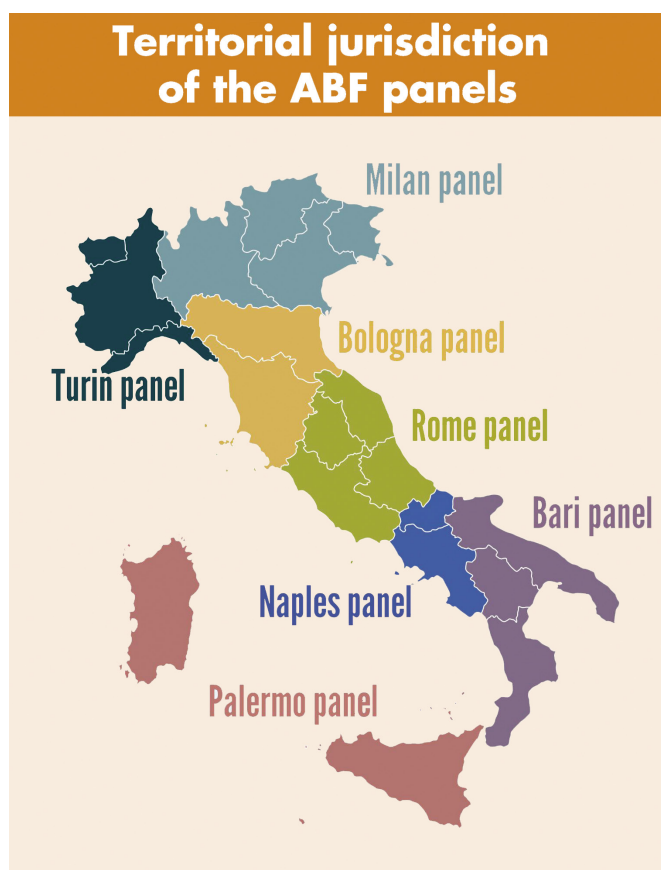 Territorial jurisdiction
of the ABF panels
Milan panel
Bologna panel
Turin panel
Rome panel
Bari panel
Naples panel
Palermo panel